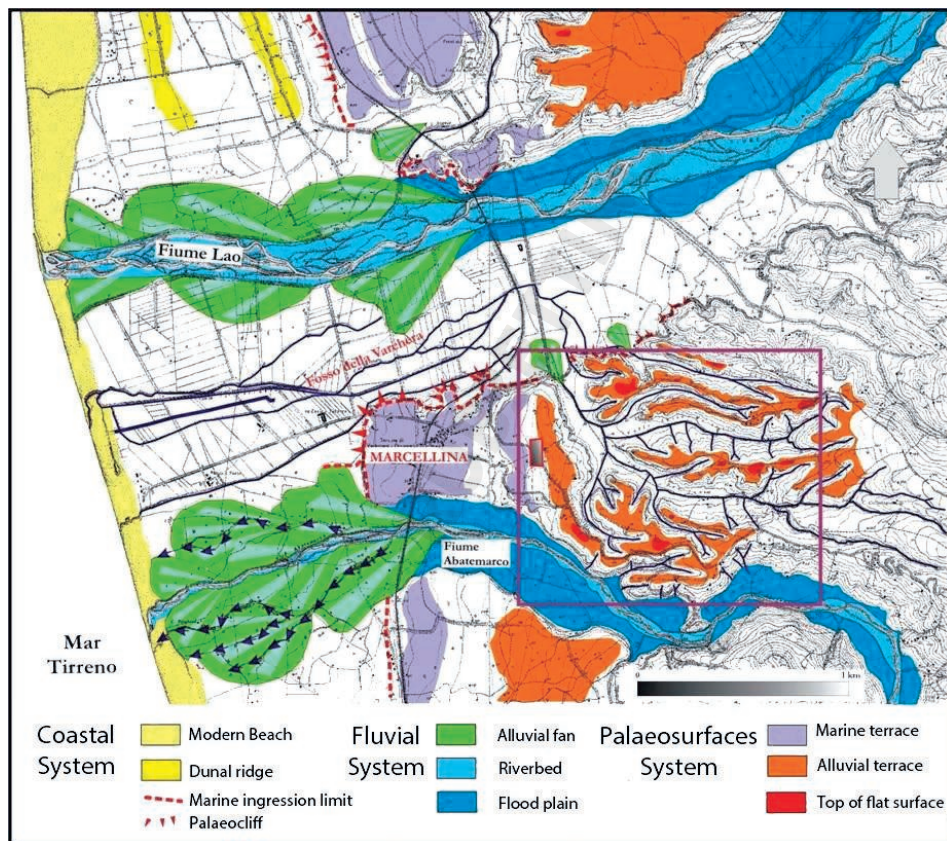 Fiume Lao
Fosso della Varchera
MARCELLINA
Fiume
Abatemarco
Mar
Tirreno
0
1 km
Coastal
System
Modern Beach
Dunal ridge
Marine ingression limit
Palaeocliff
Fluvial
System
Alluvial fan
Riverbed
Flood plain
Palaeosurfaces
System
Marine terrace
Alluvial terrace
Top of flat surface